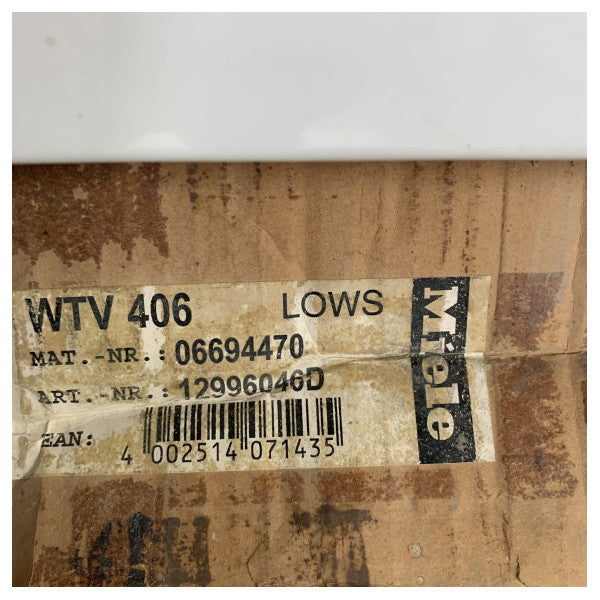 WTV 406 LOWS
MAT.-NR.: 06694470
ART.-NR.: 12996046D
EAN:
4 002514 071435
Miele